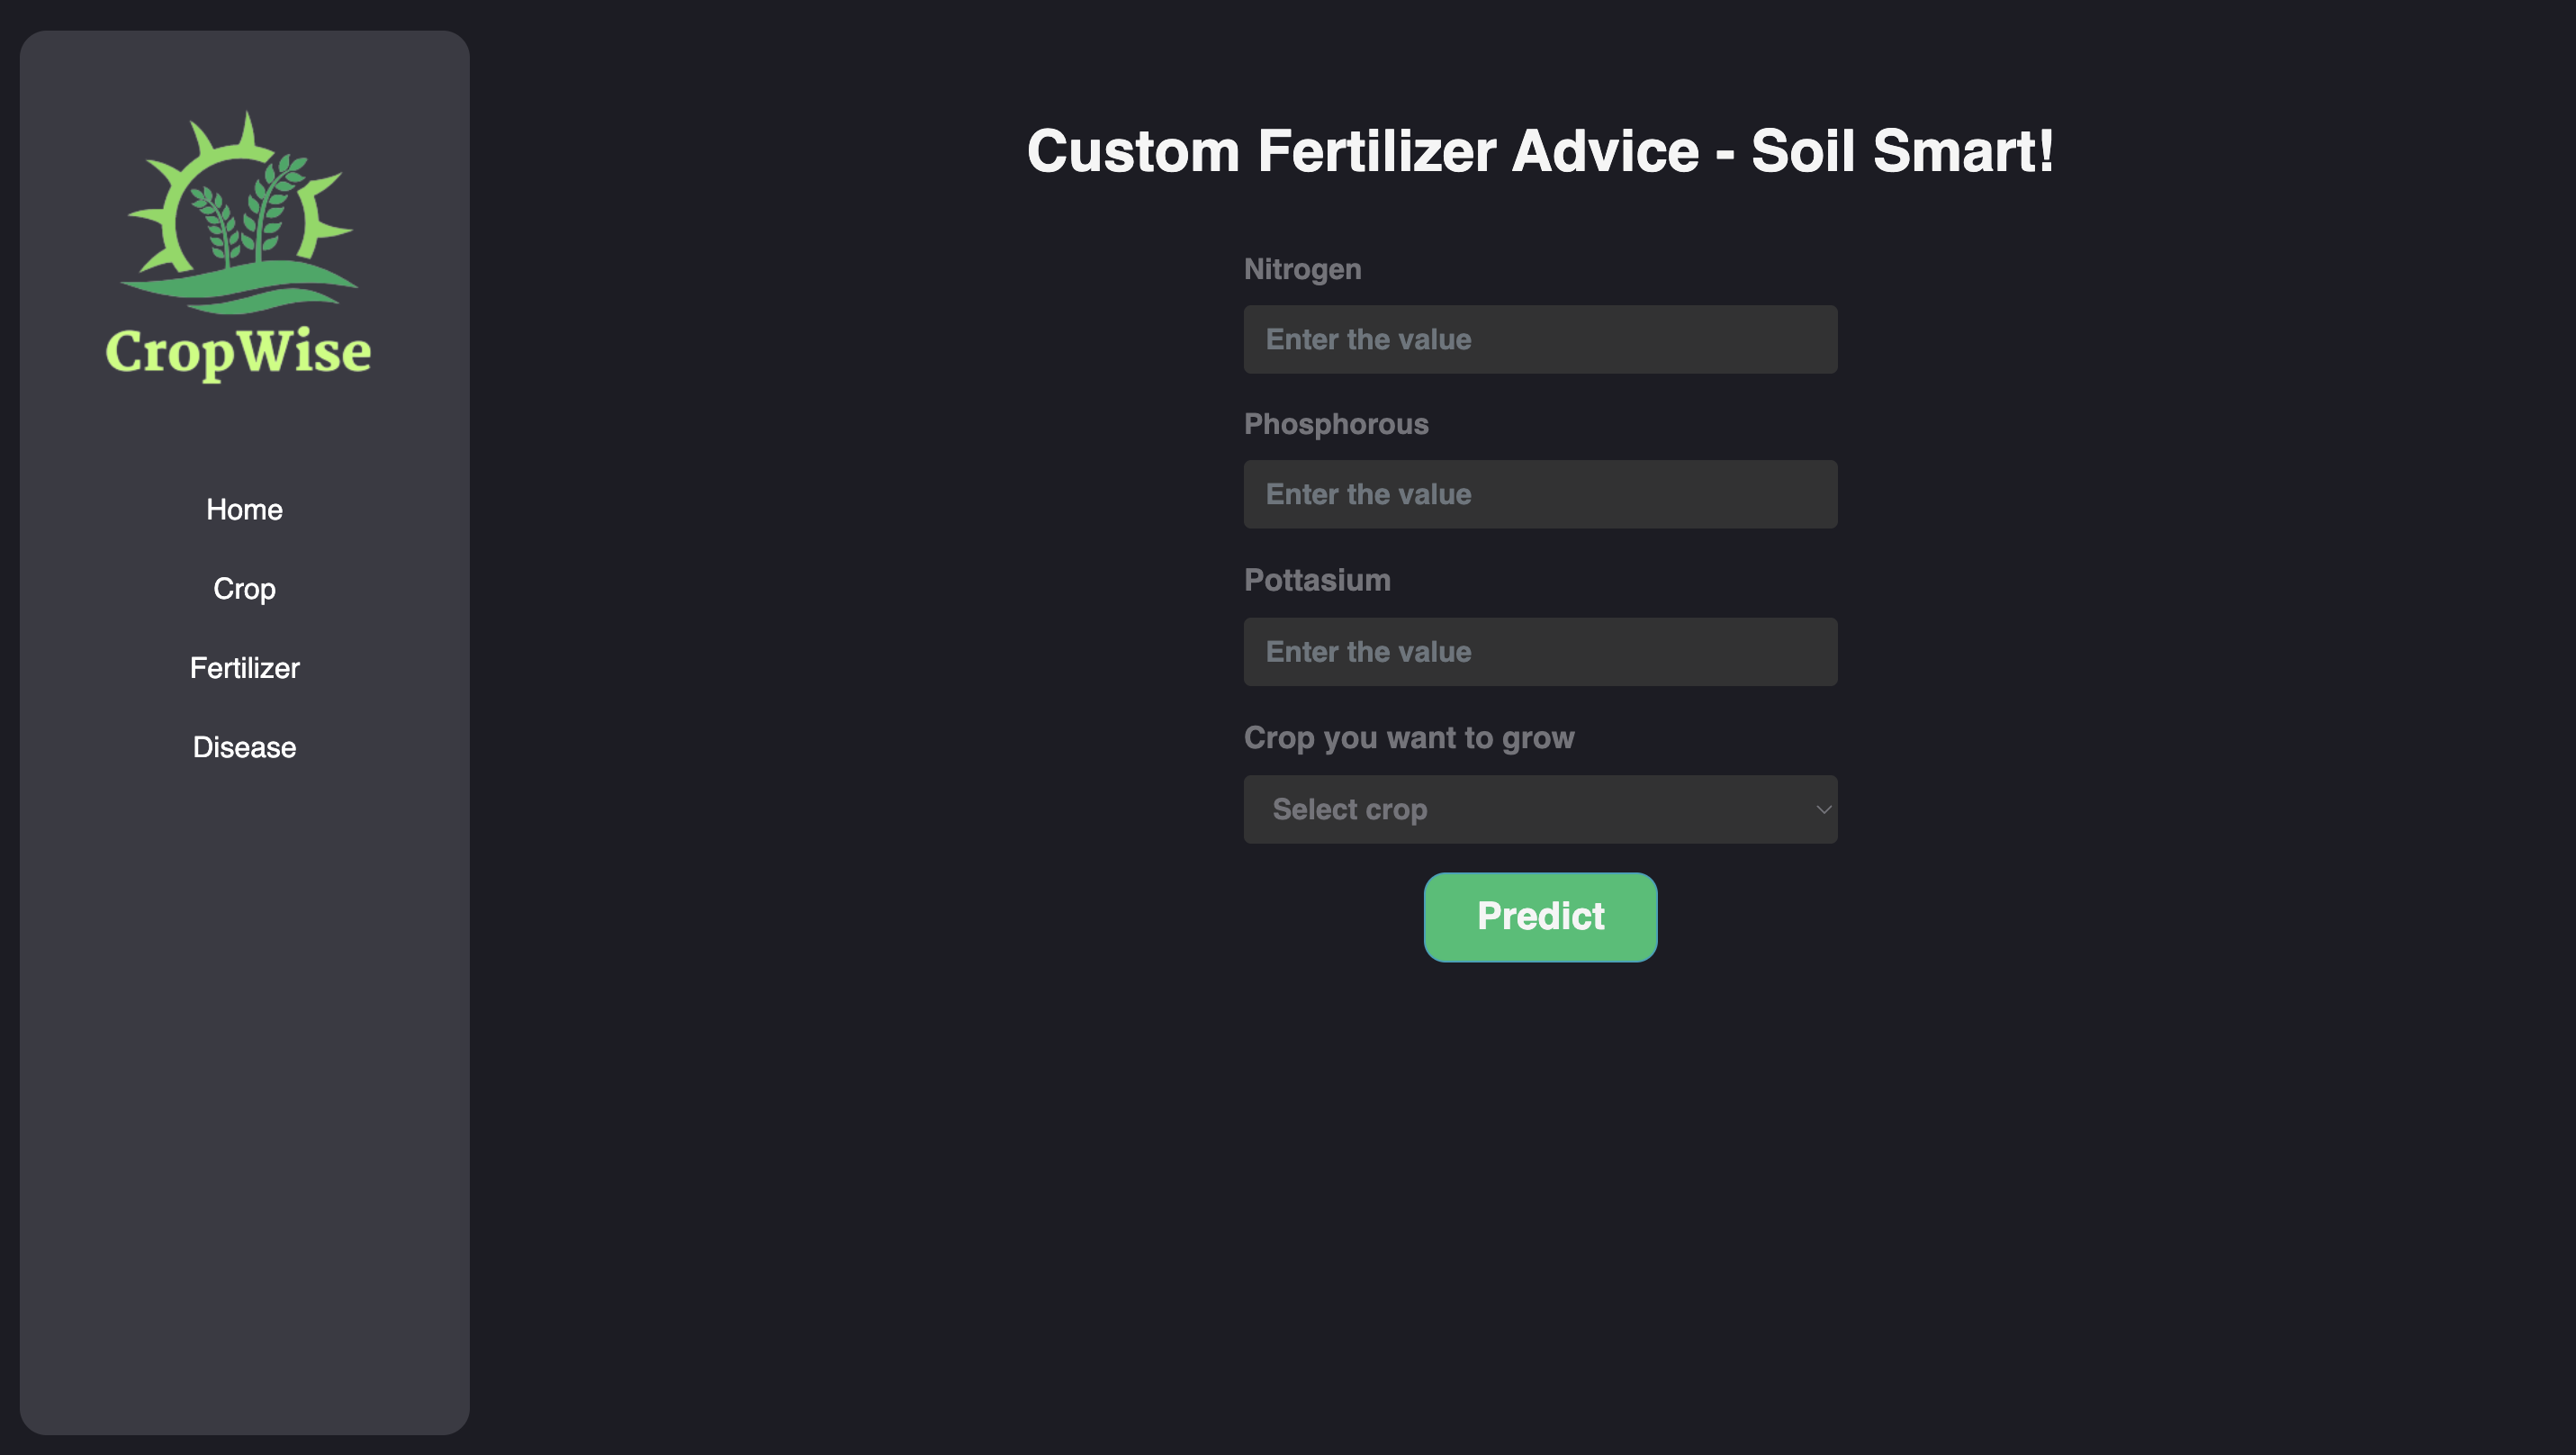 CropWise
Home
Crop
Fertilizer
Disease
Custom Fertilizer Advice - Soil Smart!
Nitrogen
Enter the value
Phosphorous
Enter the value
Pottasium
Enter the value
Crop you want to grow
Select crop
Predict